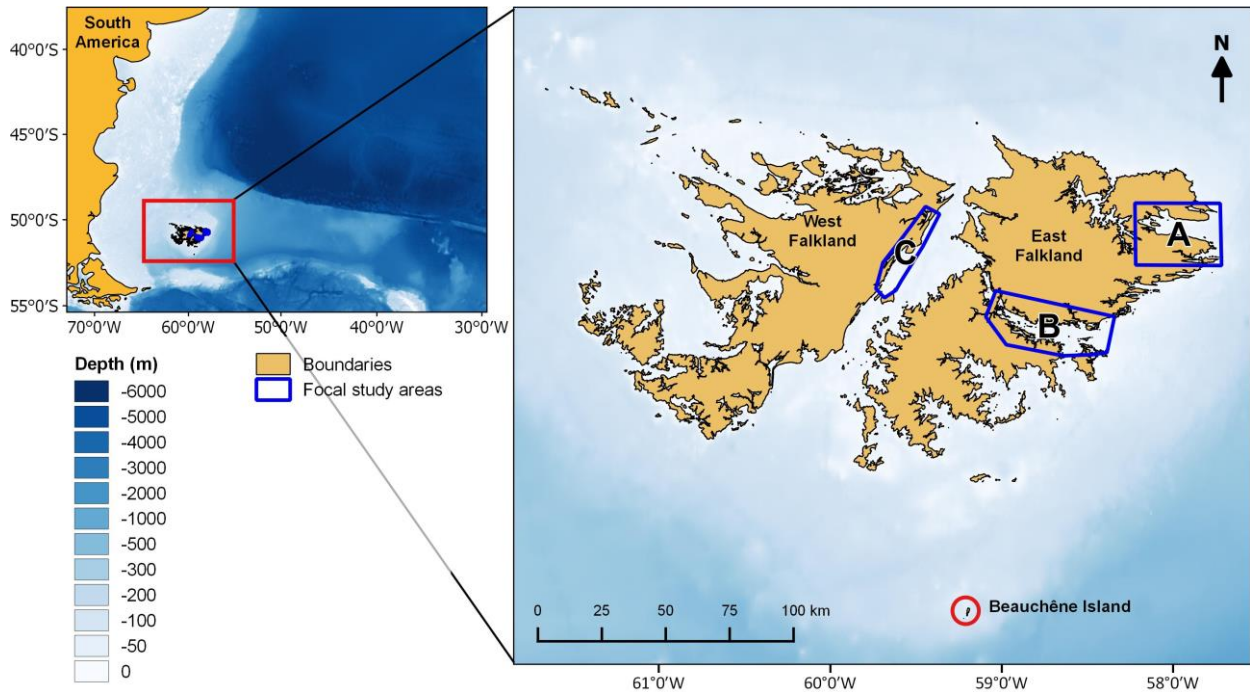 South
America
40°0'S
45°0'S
50°0'S
55°0'S
70°0'W
60°0'W
50°0'W
40°0'W
30°0'W
Depth (m)
-6000
-5000
-4000
-3000
-2000
-1000
-500
-300
-200
-100
-50
0
Boundaries
Focal study areas
N
West
Falkland
East
Falkland
A
B
C
Beauchêne Island
0 25 50 75 100 km
61°0'W
60°0'W
59°0'W
58°0'W